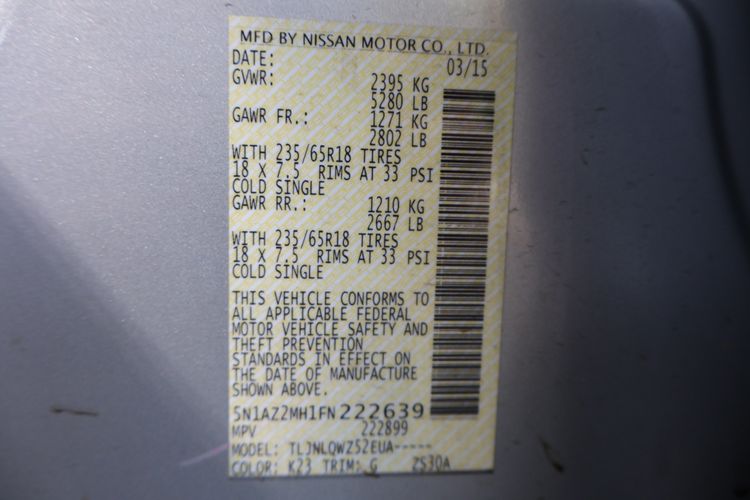 MFD BY NISSAN MOTOR CO., LTD.
DATE: 03/15
GVWR: 2395 KG
5280 LB
GAWR FR.: 1271 KG
2802 LB
WITH 235/65R18 TIRES
18 X 7.5 RIMS AT 33 PSI
COLD SINGLE
GAWR RR.: 1210 KG
2667 LB
WITH 235/65R18 TIRES
18 X 7.5 RIMS AT 33 PSI
COLD SINGLE
THIS VEHICLE CONFORMS TO
ALL APPLICABLE FEDERAL
MOTOR VEHICLE SAFETY AND
THEFT PREVENTION
STANDARDS IN EFFECT ON
THE DATE OF MANUFACTURE
SHOWN ABOVE.
5N1AZ2MH1FN222639
MPV 222899
MODEL: TLJNLQWZ52EUA-----
COLOR: K23 TRIM: G ZS30A